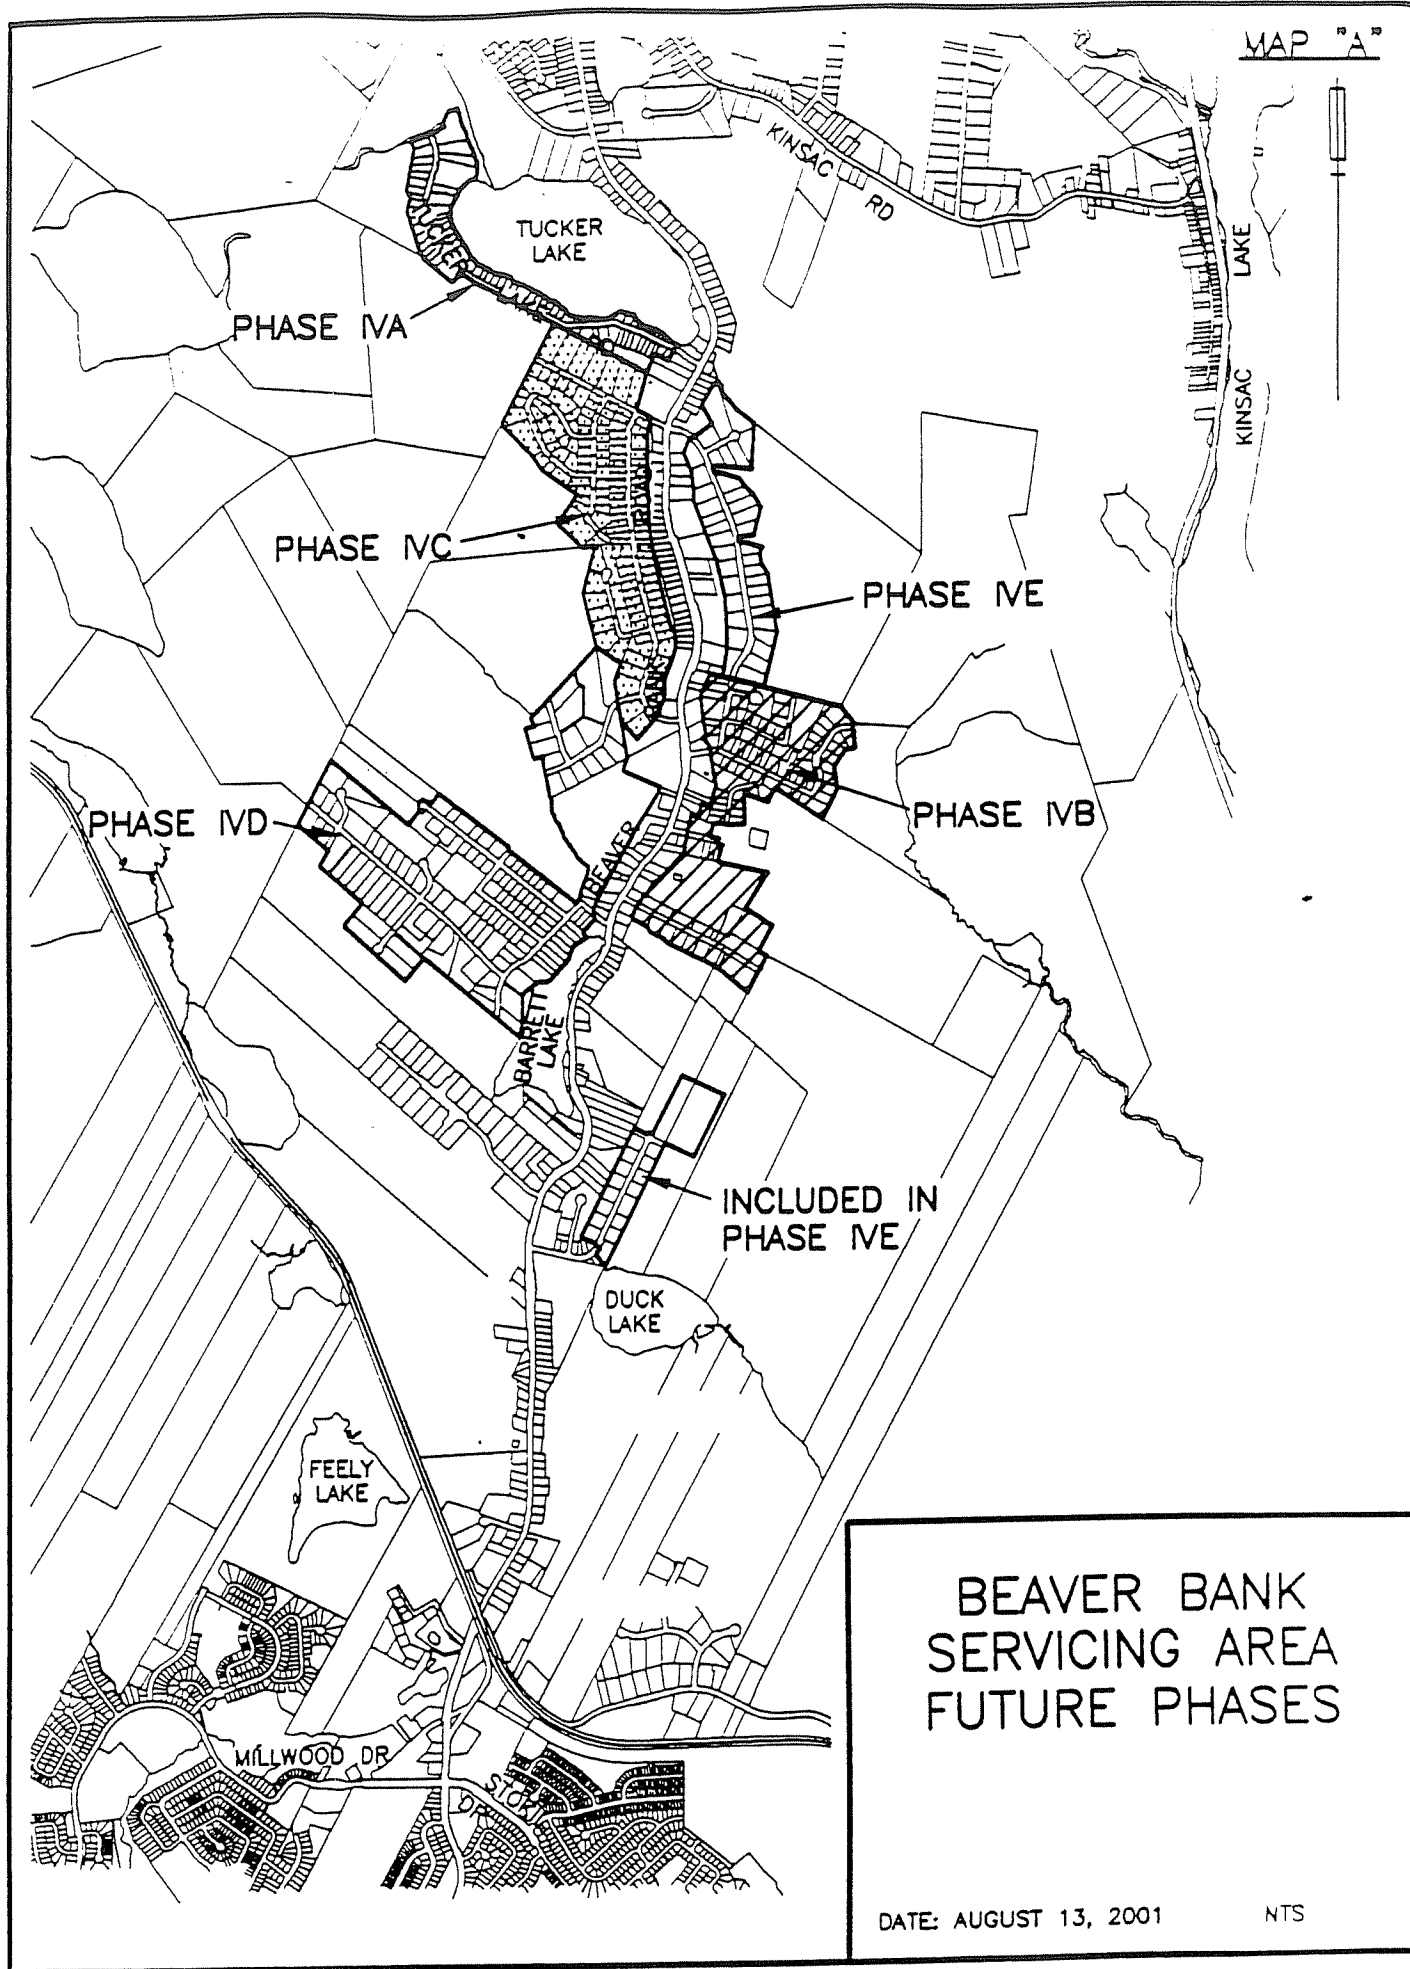 MAP "A"
KINSAC
RD
TUCKER
LAKE
TUCKER
LAKE
KINSAC
PHASE IVA
PHASE IVC
PHASE IVE
PHASE IVD
PHASE IVB
BEAVER
BANK
BARRETT
LAKE
INCLUDED IN
PHASE IVE
DUCK
LAKE
FEELY
LAKE
MILLWOOD DR
DR
BEAVER BANK
SERVICING AREA
FUTURE PHASES
DATE: AUGUST 13, 2001
NTS